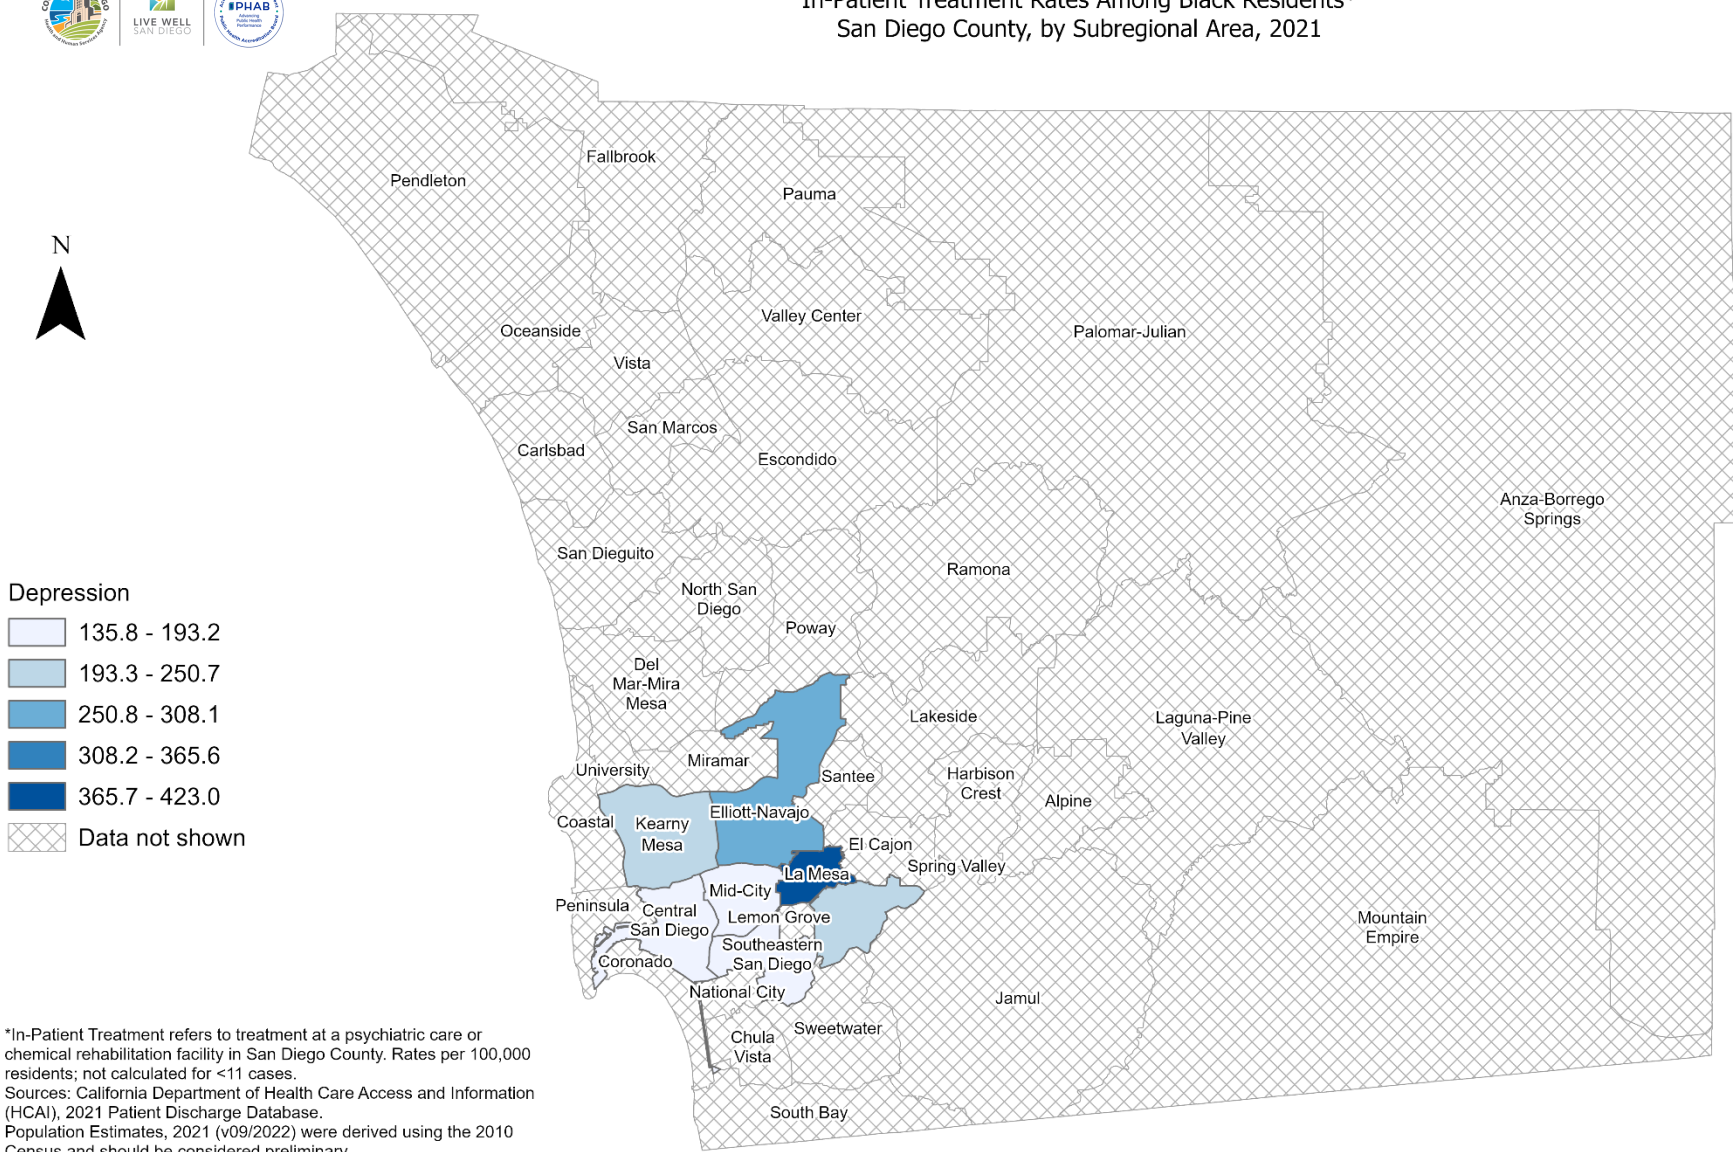 LIVE WELL
SAN DIEGO
PHAB
Advancing
Public Health
Performance
In-Patient Treatment Rates Among Black Residents*
San Diego County, by Subregional Area, 2021
Pendleton
Fallbrook
Pauma
N
Oceanside
Vista
Valley Center
Palomar-Julian
Carlsbad
San Marcos
Escondido
Anza-Borrego
Springs
San Dieguito
North San
Diego
Poway
Ramona
Depression
135.8 - 193.2
193.3 - 250.7
250.8 - 308.1
308.2 - 365.6
365.7 - 423.0
Data not shown
Del
Mar-Mira
Mesa
Lakeside
Laguna-Pine
Valley
University
Miramar
Santee
Harbison
Crest
Alpine
Coastal
Kearny
Mesa
Elliott-Navajo
El Cajon
Spring Valley
La Mesa
Mid-City
Peninsula
Central
San Diego
Lemon Grove
Southeastern
San Diego
Coronado
National City
Mountain
Empire
Jamul
Chula
Vista
Sweetwater
South Bay
*In-Patient Treatment refers to treatment at a psychiatric care or
chemical rehabilitation facility in San Diego County. Rates per 100,000
residents; not calculated for <11 cases.
Sources: California Department of Health Care Access and Information
(HCAI), 2021 Patient Discharge Database.
Population Estimates, 2021 (v09/2022) were derived using the 2010
Census and should be considered preliminary.